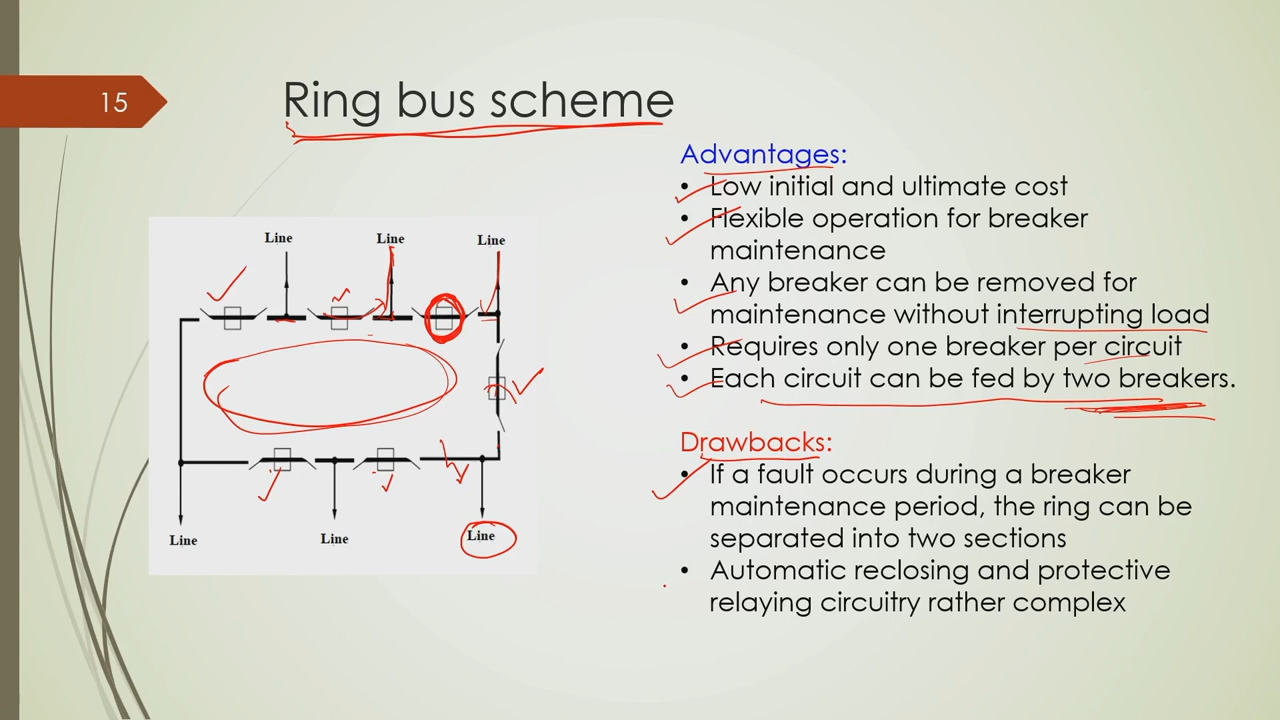 15
Ring bus scheme
Advantages:
• Low initial and ultimate cost
• Flexible operation for breaker
maintenance
• Any breaker can be removed for
maintenance without interrupting load
• Requires only one breaker per circuit
• Each circuit can be fed by two breakers.
Drawbacks:
• If a fault occurs during a breaker
maintenance period, the ring can be
separated into two sections
• Automatic reclosing and protective
relaying circuitry rather complex
Line Line Line
Line Line Line